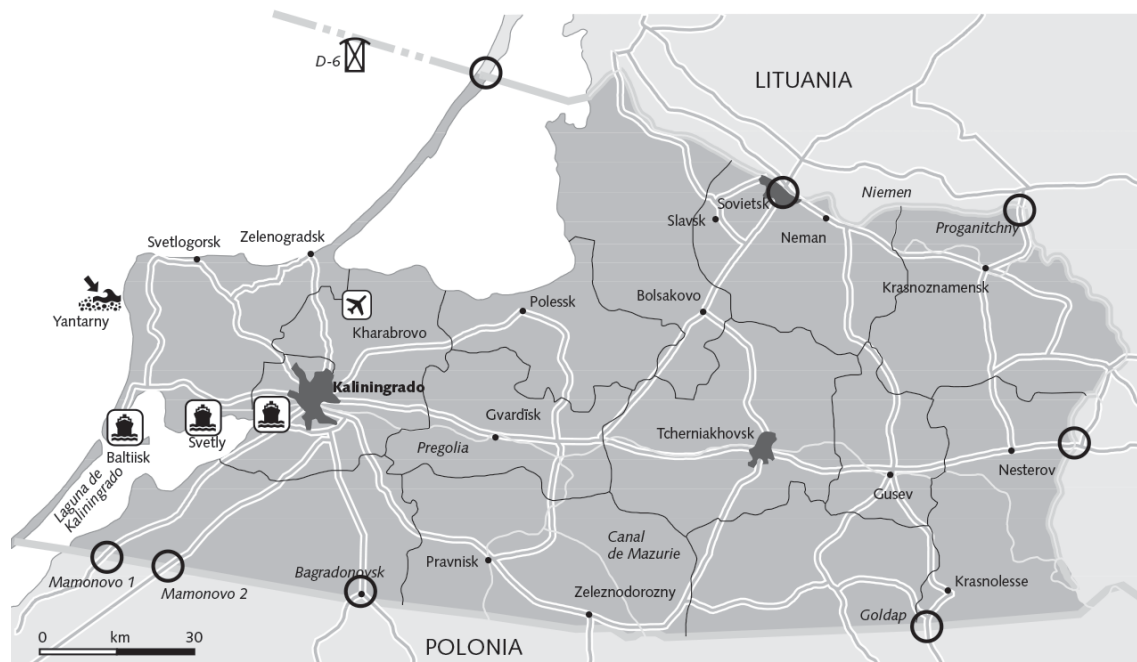 D-6
LITUANIA
Niemen
Sovietsk
Slavsk
Neman
Proganitchny
Svetlogorsk
Zelenogradsk
Krasnoznamensk
Yantarny
Polessk
Bolsakovo
Kharabrovo
Kaliningrado
Gvardïsk
Tcherniakhovsk
Svetly
Baltiisk
Pregolia
Nesterov
Gusev
Laguna de
Kaliningrado
Canal
de Mazurie
Pravnisk
Bagradonovsk
Mamonovo 1
Mamonovo 2
Zeleznodorozny
Krasnolesse
Goldap
0 km 30
POLONIA